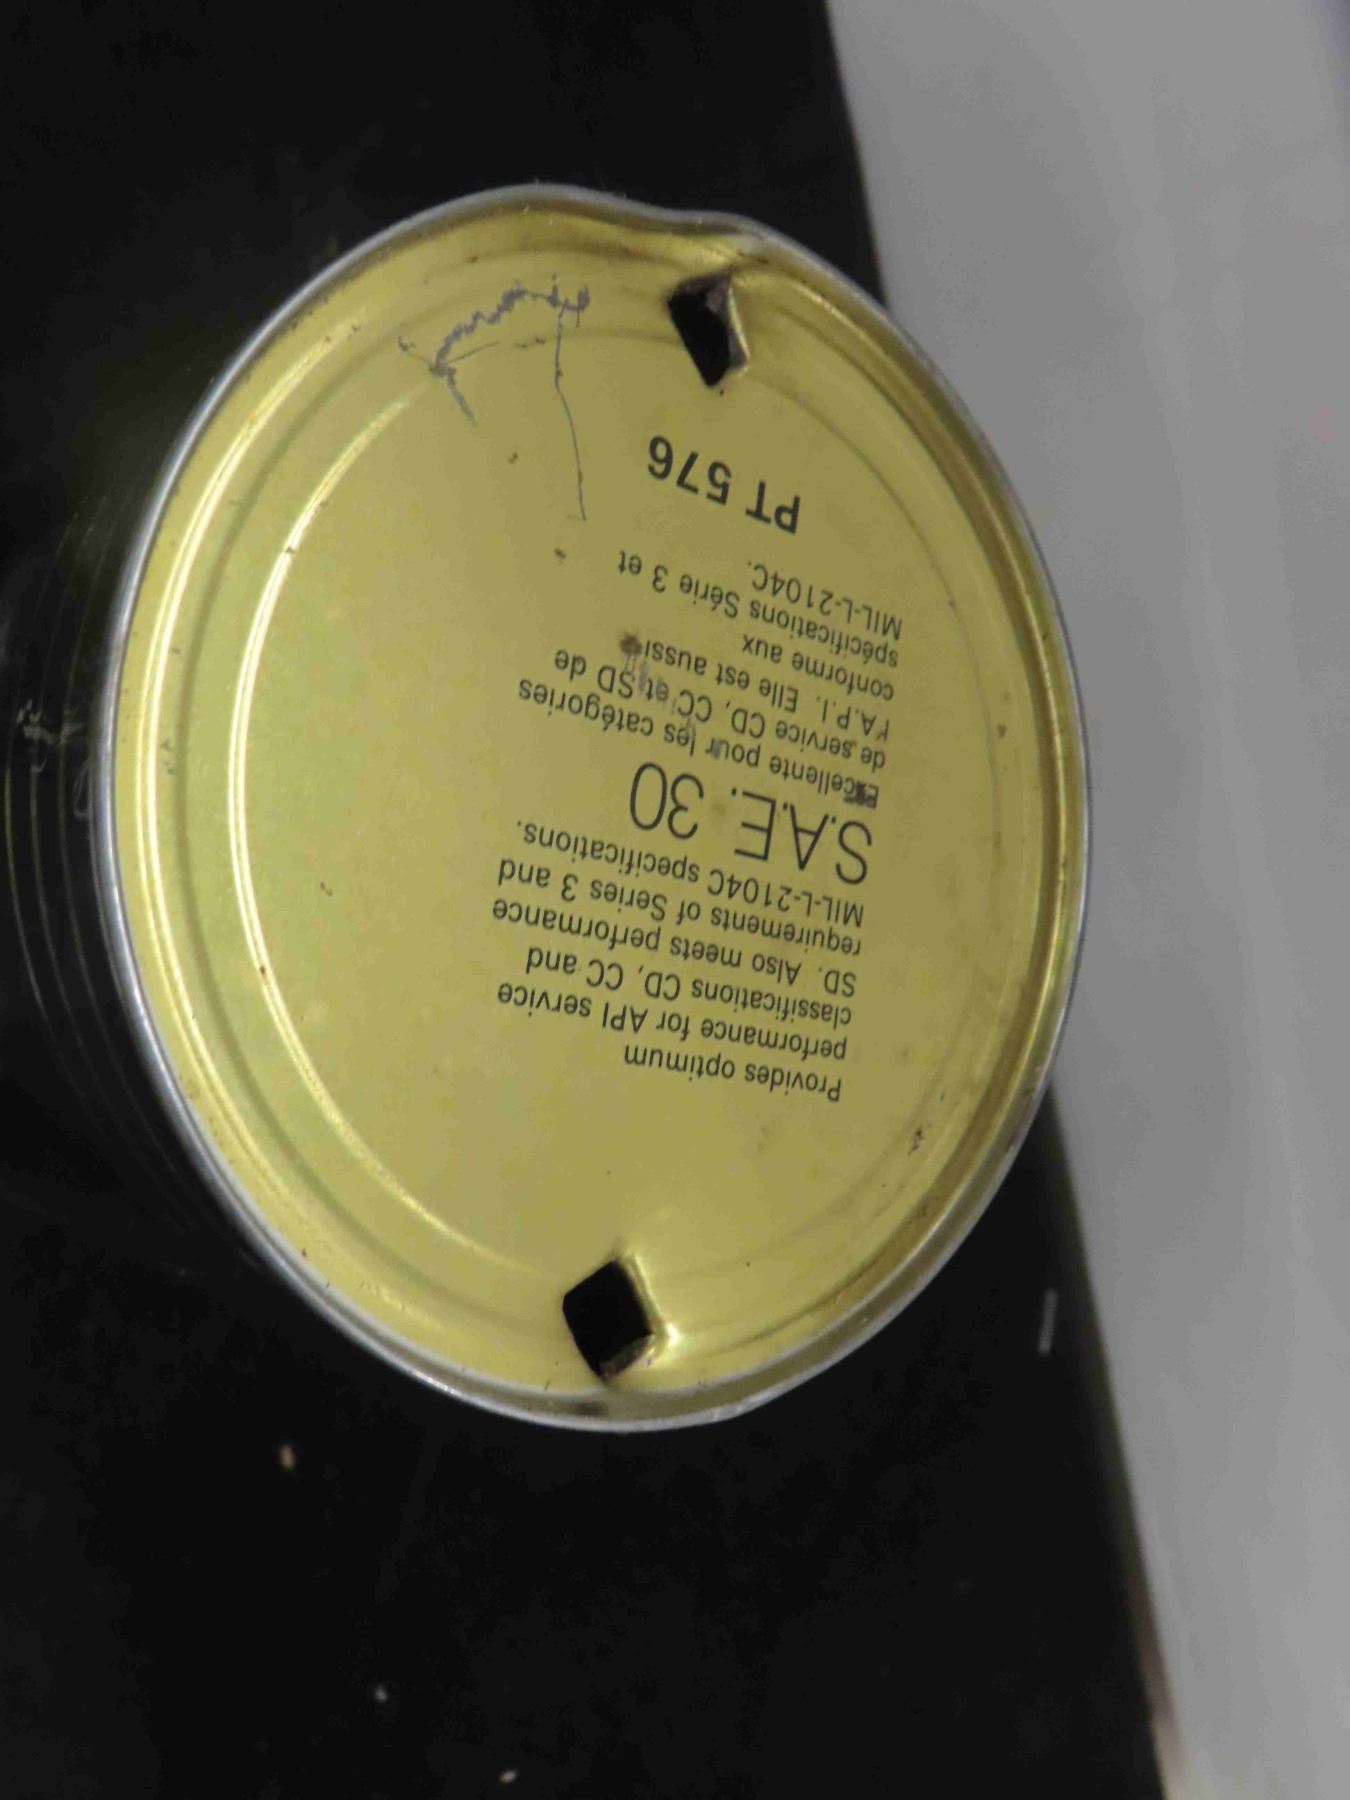 Provides optimum
performance for API service
classifications CD, CC and
SD. Also meets performance
requirements of Series 3 and
MIL-L-2104C specifications.
S.A.E. 30
Excellente pour les catégories
de service CD, CC et SD de
l'A.P.I. Elle est aussi
conforme aux
spécifications Série 3 et
MIL-L-2104C.
PT 576